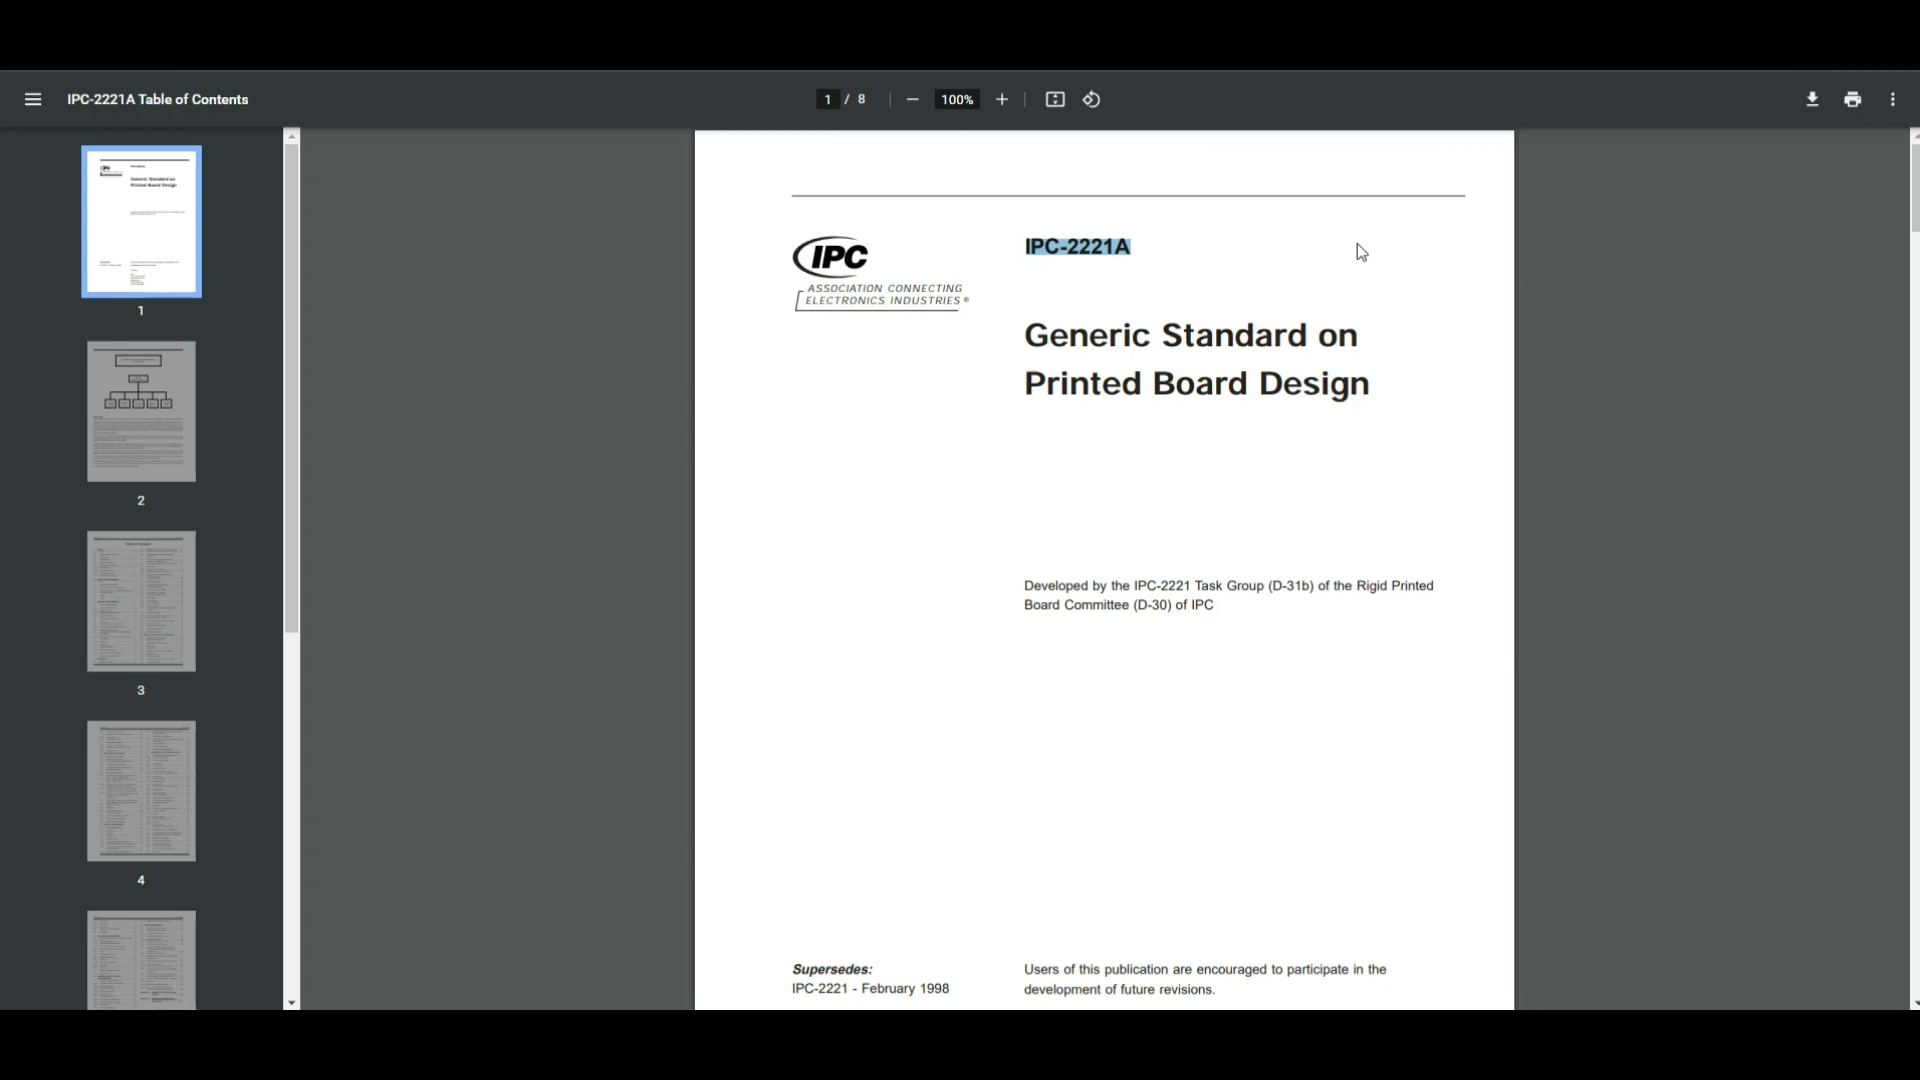 IPC-2221A Table of Contents
1 / 8
100%
1
2
3
4
IPC
ASSOCIATION CONNECTING
ELECTRONICS INDUSTRIES ®
IPC-2221A
Generic Standard on
Printed Board Design
Developed by the IPC-2221 Task Group (D-31b) of the Rigid Printed
Board Committee (D-30) of IPC
Supersedes:
IPC-2221 - February 1998
Users of this publication are encouraged to participate in the
development of future revisions.